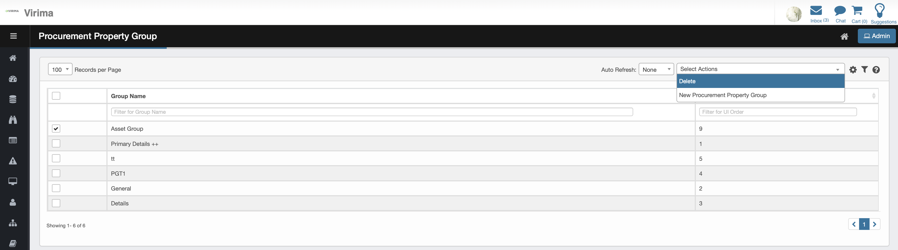 Virima
Inbox (3) Chat Cart (0) Suggestions
Procurement Property Group
Admin
100 Records per Page
Auto Refresh: None Select Actions
Delete
New Procurement Property Group
Group Name
Filter for Group Name Filter for UI Order
Asset Group 9
Primary Details ++ 1
tt 5
PGT1 4
General 2
Details 3
Showing 1- 6 of 6
1